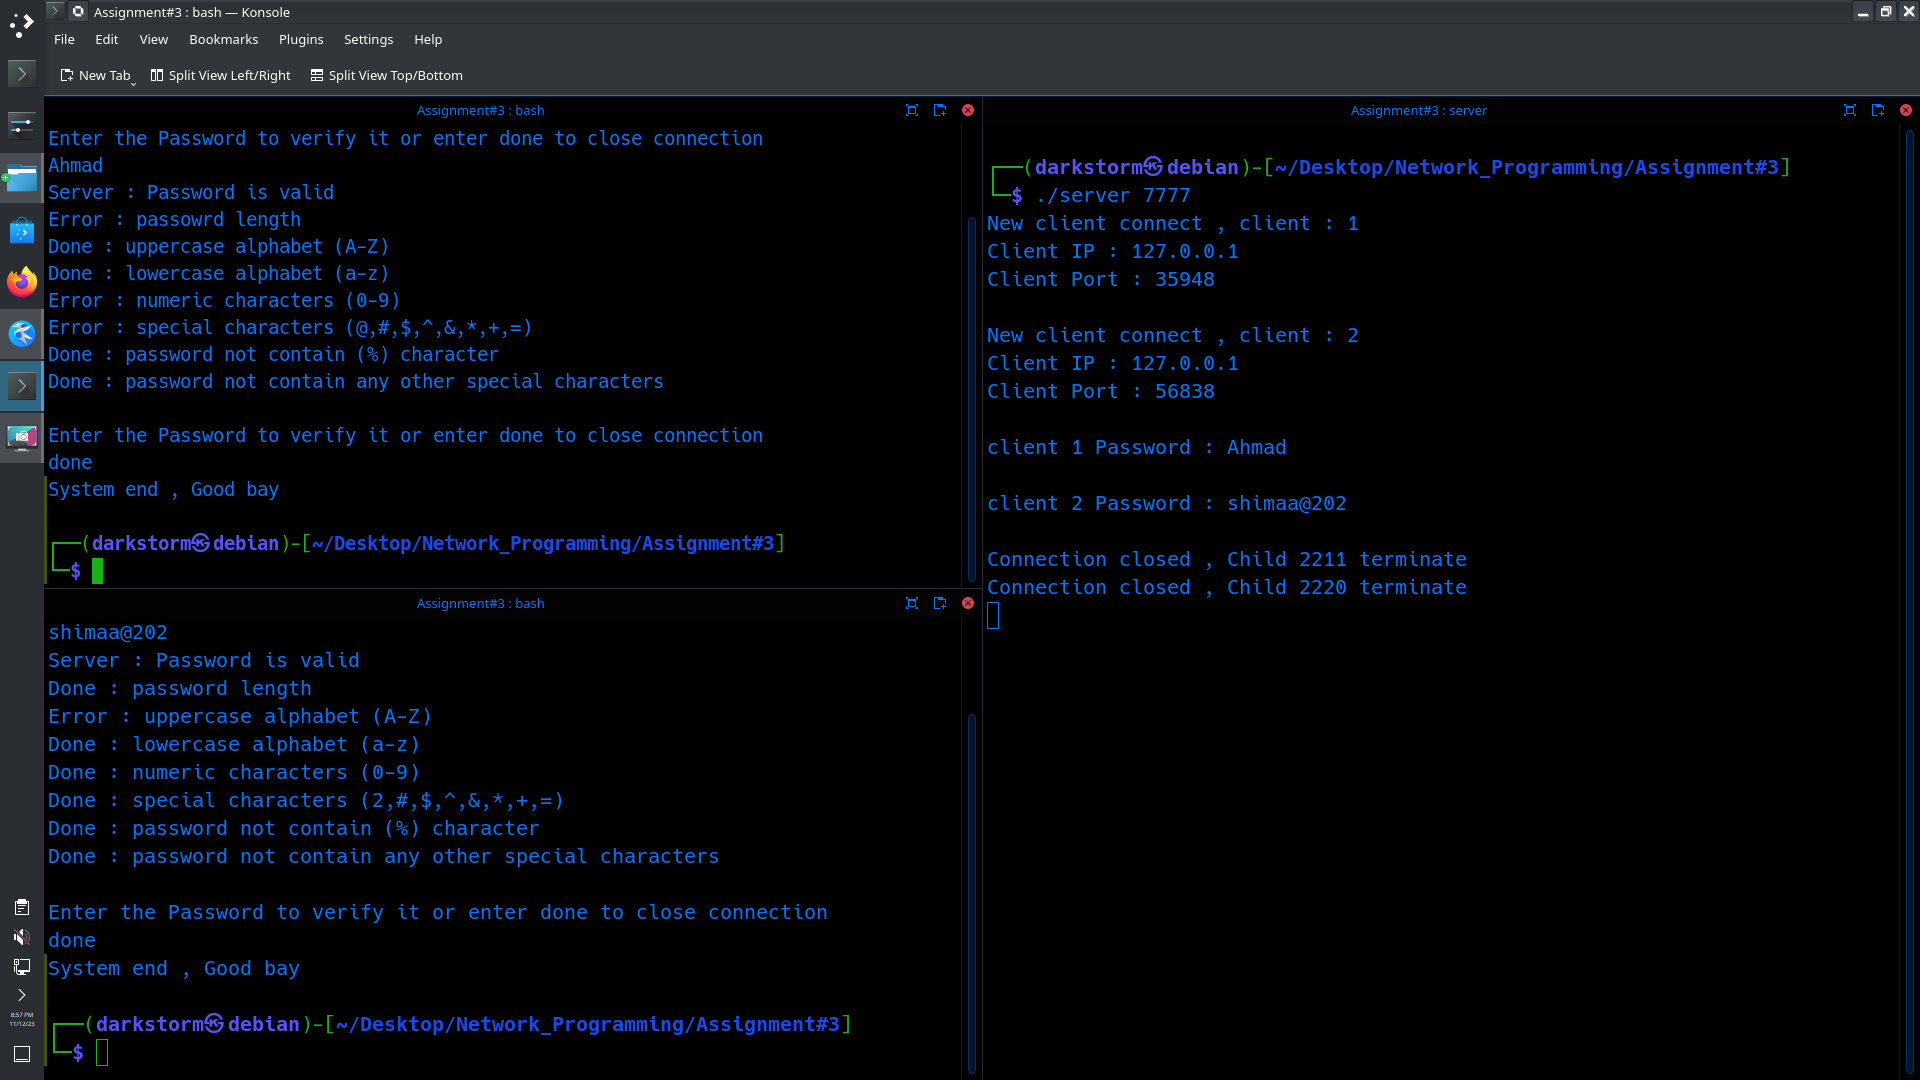 Assignment#3 : bash — Konsole
File Edit View Bookmarks Plugins Settings Help
New Tab Split View Left/Right Split View Top/Bottom
Assignment#3 : bash
Enter the Password to verify it or enter done to close connection
Ahmad
Server : Password is valid
Error : passowrd length
Done : uppercase alphabet (A-Z)
Done : lowercase alphabet (a-z)
Error : numeric characters (0-9)
Error : special characters (@,#,$,^,&,*,+,=)
Done : password not contain (%) character
Done : password not contain any other special characters
Enter the Password to verify it or enter done to close connection
done
System end , Good bay
┌──(darkstorm㉿debian)-[~/Desktop/Network_Programming/Assignment#3]
└─$
Assignment#3 : bash
shimaa@202
Server : Password is valid
Done : password length
Error : uppercase alphabet (A-Z)
Done : lowercase alphabet (a-z)
Done : numeric characters (0-9)
Done : special characters (2,#,$,^,&,*,+,=)
Done : password not contain (%) character
Done : password not contain any other special characters
Enter the Password to verify it or enter done to close connection
done
System end , Good bay
┌──(darkstorm㉿debian)-[~/Desktop/Network_Programming/Assignment#3]
└─$
Assignment#3 : server
┌──(darkstorm㉿debian)-[~/Desktop/Network_Programming/Assignment#3]
└─$ ./server 7777
New client connect , client : 1
Client IP : 127.0.0.1
Client Port : 35948
New client connect , client : 2
Client IP : 127.0.0.1
Client Port : 56838
client 1 Password : Ahmad
client 2 Password : shimaa@202
Connection closed , Child 2211 terminate
Connection closed , Child 2220 terminate
8:57 PM
11/12/23